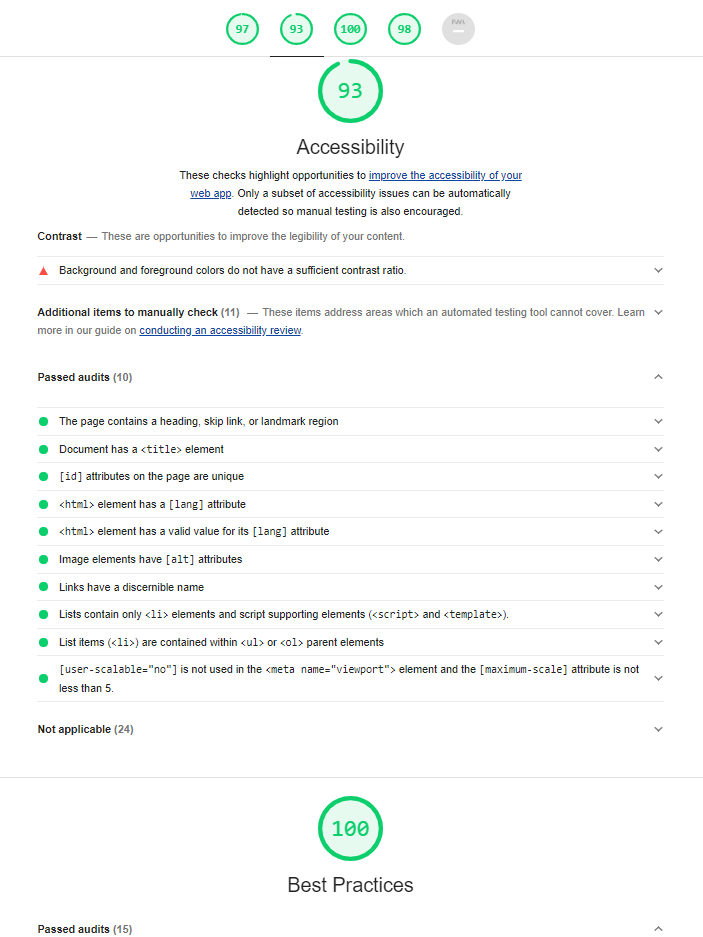 97 93 100 98 PWA
93
Accessibility
These checks highlight opportunities to improve the accessibility of your
web app. Only a subset of accessibility issues can be automatically
detected so manual testing is also encouraged.
Contrast — These are opportunities to improve the legibility of your content.
Background and foreground colors do not have a sufficient contrast ratio.
Additional items to manually check (11) — These items address areas which an automated testing tool cannot cover. Learn
more in our guide on conducting an accessibility review.
Passed audits (10)
The page contains a heading, skip link, or landmark region
Document has a <title> element
[id] attributes on the page are unique
<html> element has a [lang] attribute
<html> element has a valid value for its [lang] attribute
Image elements have [alt] attributes
Links have a discernible name
Lists contain only <li> elements and script supporting elements (<script> and <template>).
List items (<li>) are contained within <ul> or <ol> parent elements
[user-scalable="no"] is not used in the <meta name="viewport"> element and the [maximum-scale] attribute is not
less than 5.
Not applicable (24)
100
Best Practices
Passed audits (15)